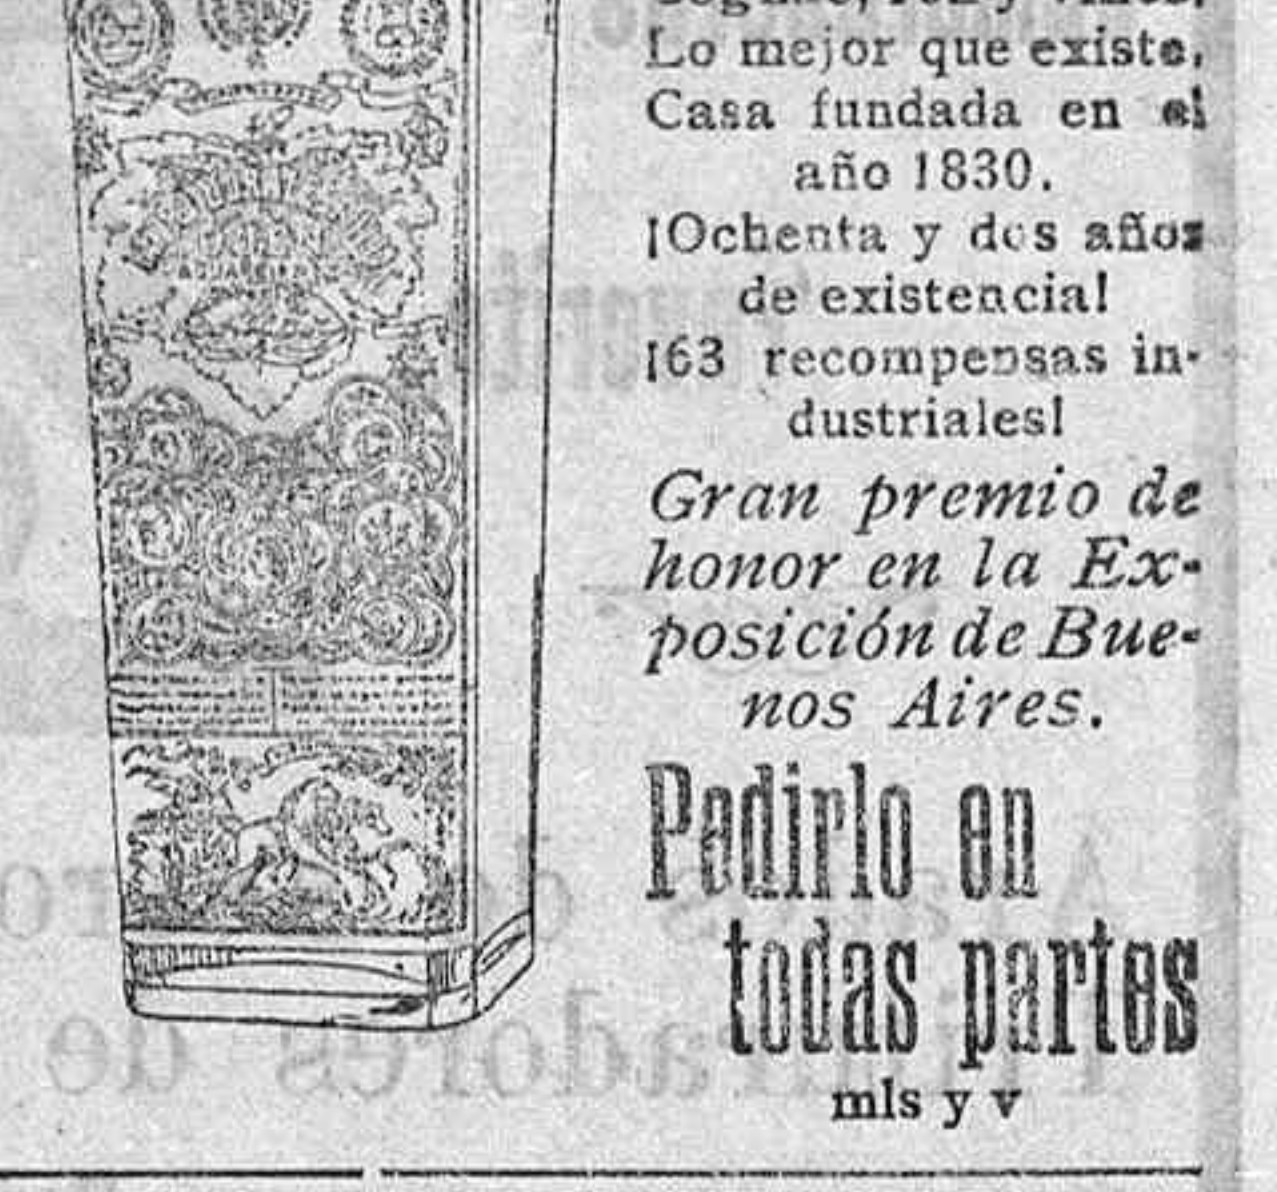 Lo mejor que existe,
Casa fundada en el
año 1830.
¡Ochenta y dos años
de existencia!
¡63 recompensas in-
dustriales!
Gran premio de
honor en la Ex-
posición de Bue-
nos Aires.
Pedirlo en
todas partes
mls y v